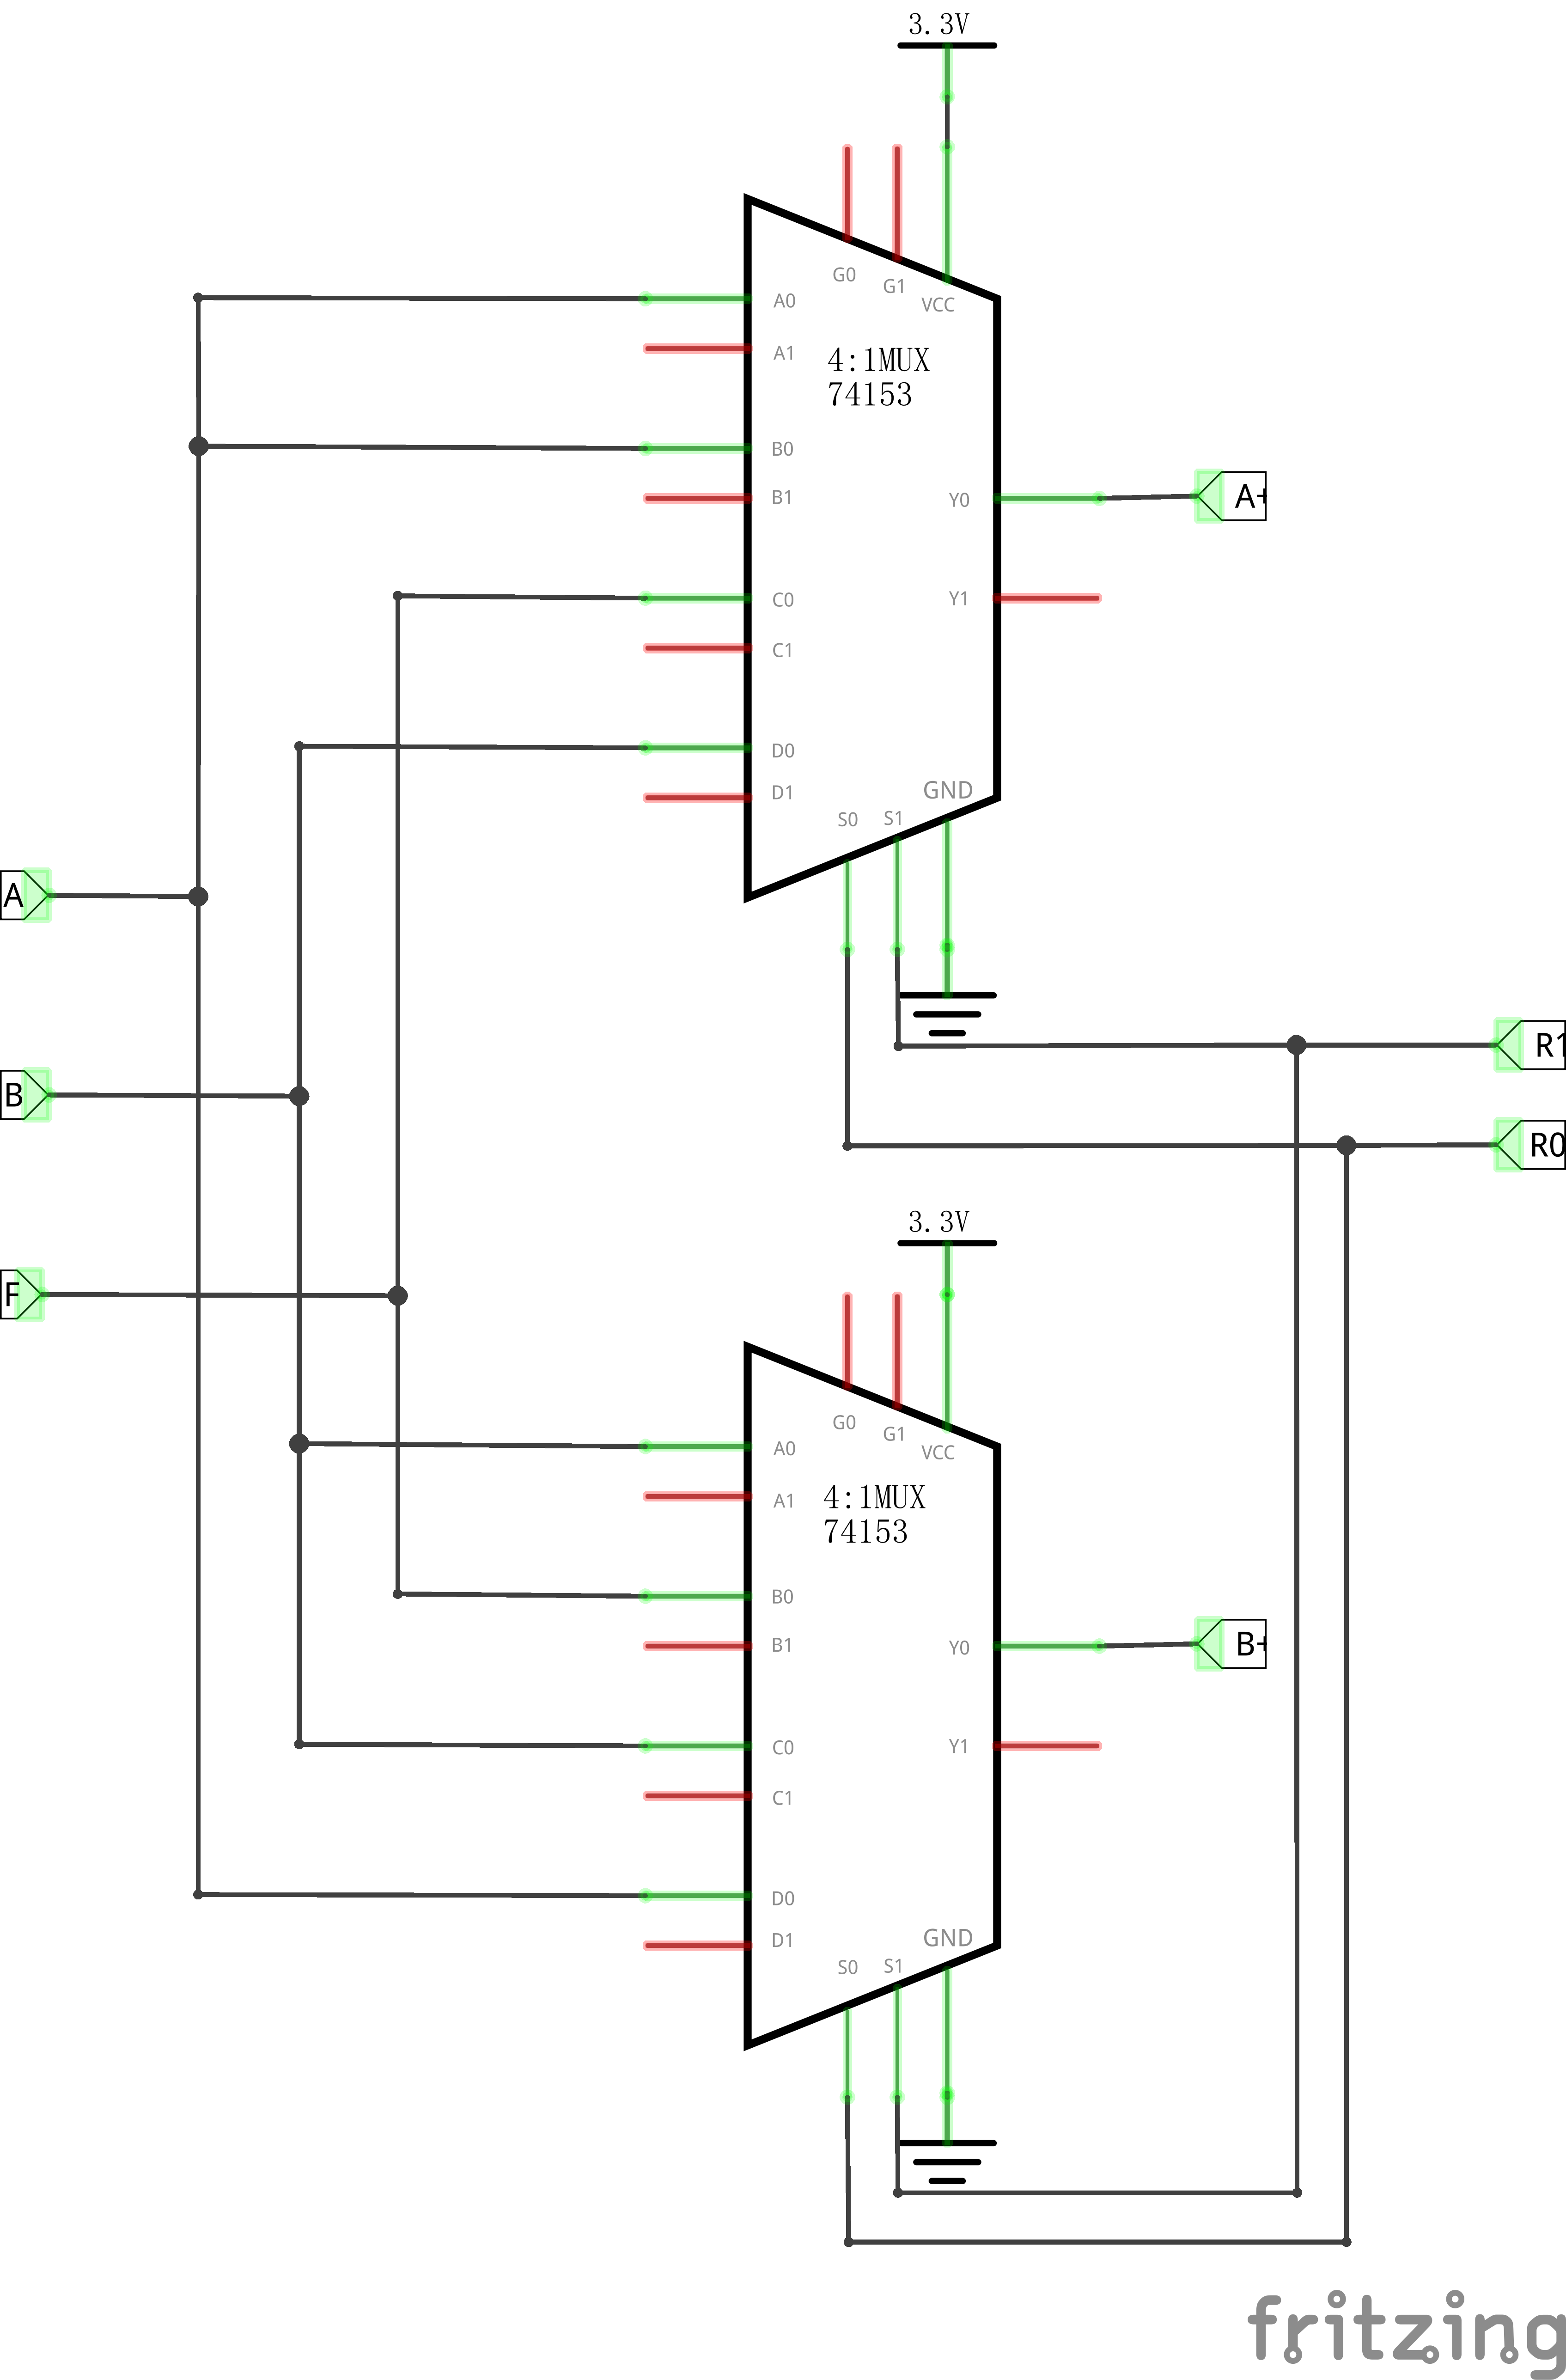 3.3V
G0
G1
VCC
A0
A1
4:1MUX
74153
B0
B1
Y0
A+
C0
Y1
C1
D0
D1
GND
S0
S1
A
R1
B
R0
3.3V
F
G0
G1
VCC
A0
A1
4:1MUX
74153
B0
B1
Y0
B+
C0
Y1
C1
D0
D1
GND
S0
S1
fritzing